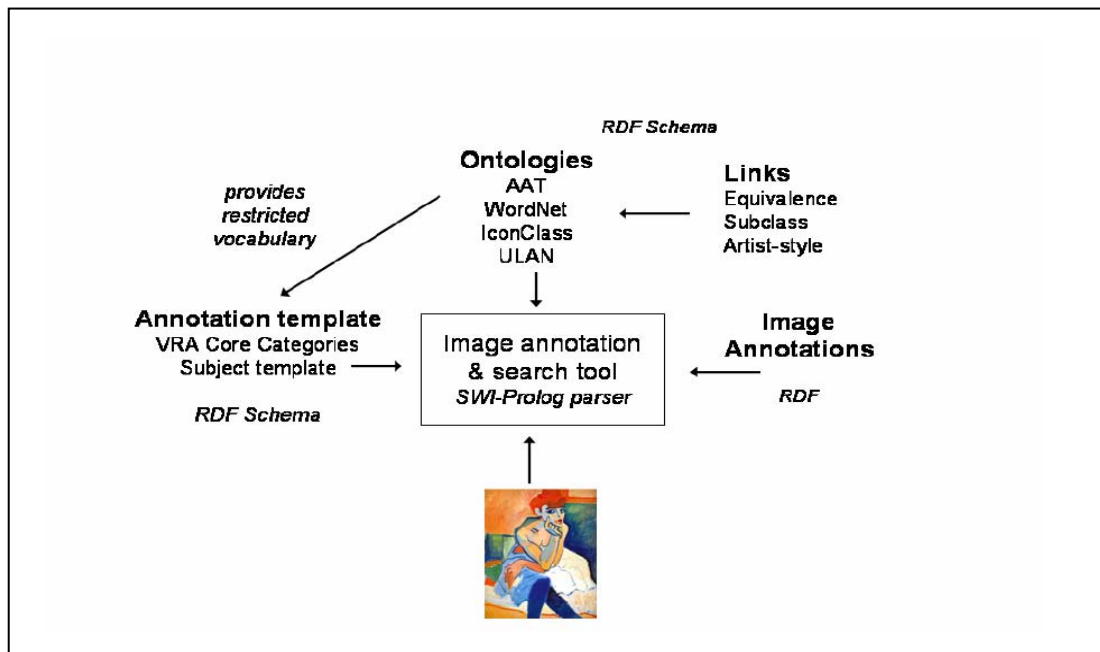 RDF Schema
Ontologies
AAT
WordNet
IconClass
ULAN
Links
Equivalence
Subclass
Artist-style
provides
restricted
vocabulary
Annotation template
VRA Core Categories
Subject template
RDF Schema
Image annotation
& search tool
SWI-Prolog parser
Image
Annotations
RDF